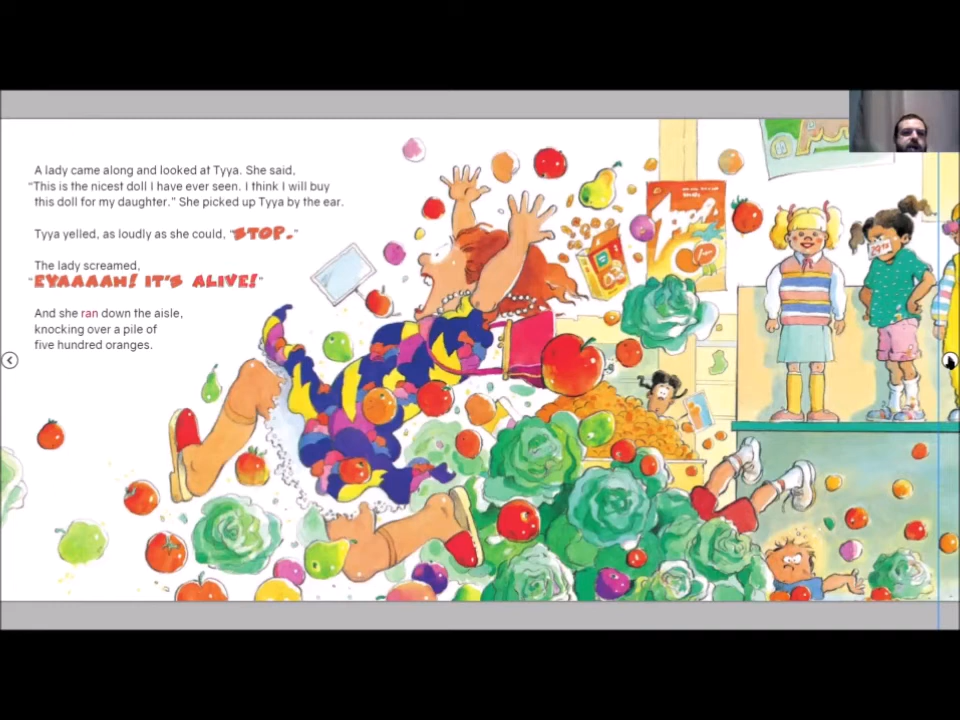 A lady came along and looked at Tyya. She said,
"This is the nicest doll I have ever seen. I think I will buy
this doll for my daughter." She picked up Tyya by the ear.
Tyya yelled, as loudly as she could, "STOP."
The lady screamed,
"EYAAAAH! IT'S ALIVE!"
And she ran down the aisle,
knocking over a pile of
five hundred oranges.